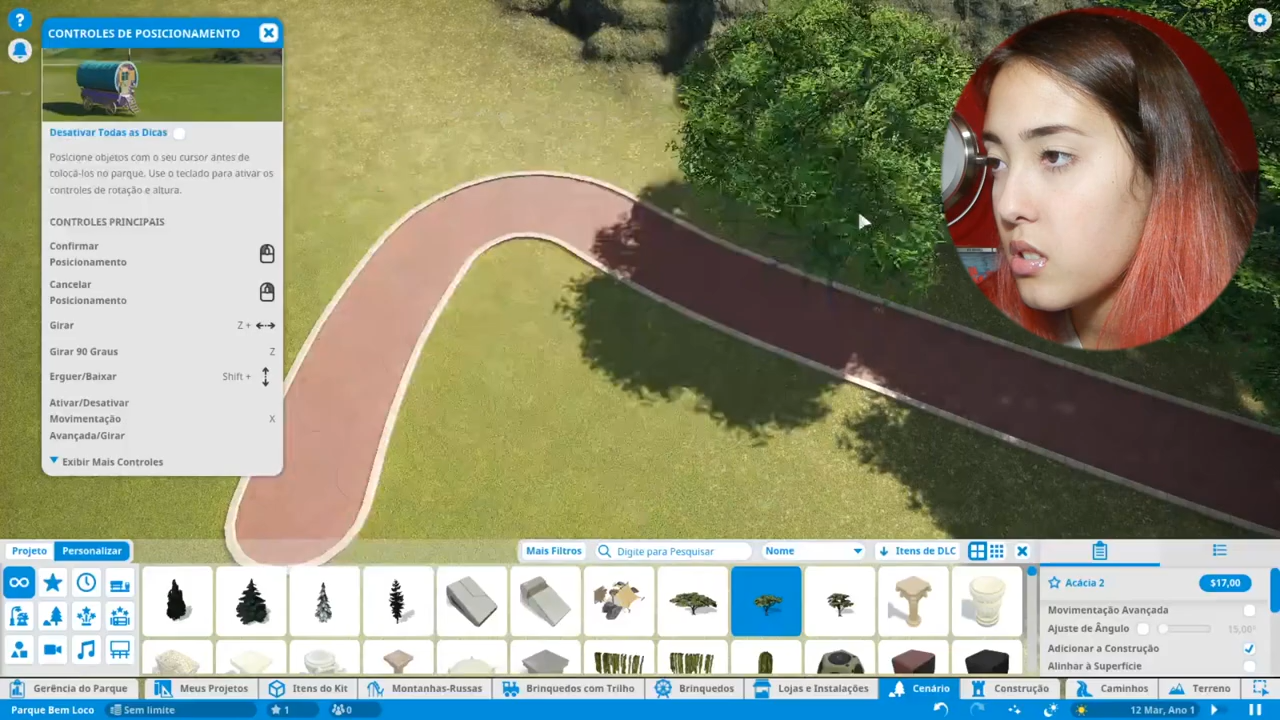 ?
CONTROLES DE POSICIONAMENTO
Desativar Todas as Dicas
Posicione objetos com o seu cursor antes de
colocá-los no parque. Use o teclado para ativar os
controles de rotação e altura.
CONTROLES PRINCIPAIS
Confirmar
Posicionamento
Cancelar
Posicionamento
Girar Z +
Girar 90 Graus Z
Erguer/Baixar Shift +
Ativar/Desativar
Movimentação X
Avançada/Girar
Exibir Mais Controles
Projeto Personalizar Mais Filtros Digite para Pesquisar Nome Itens de DLC
Acácia 2 $17,00
Movimentação Avançada
Ajuste de Ângulo 15,00°
Adicionar a Construção
Alinhar à Superfície
Gerência do Parque Meus Projetos Itens do Kit Montanhas-Russas Brinquedos com Trilho Brinquedos Lojas e Instalações Cenário Construção Caminhos Terreno
Parque Bem Loco Sem limite 1 0 12 Mar, Ano 1